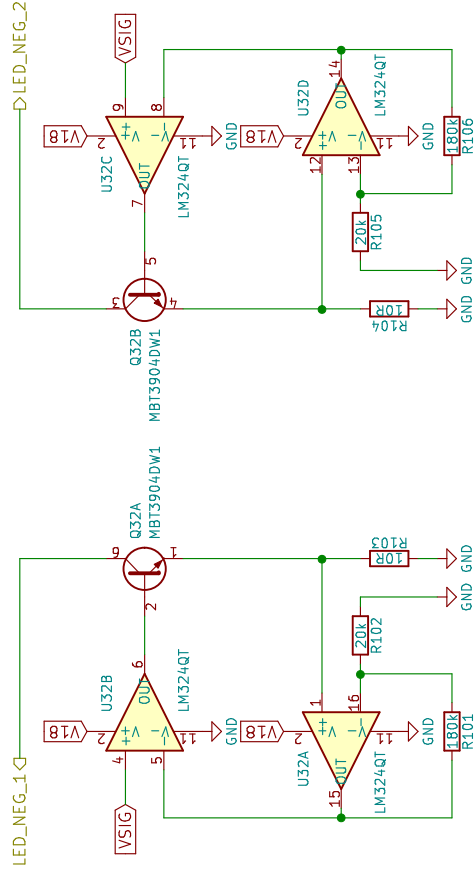 LED_NEG_2
VSIG
9
8
V18
2
+
-
V+
V-
11
GND
U32C
OUT
LM324QT
7
14
OUT
U32D
LM324QT
V18
2
V+
V-
+
-
11
GND
12
13
180k
R106
20k
R105
GND
5
3
4
Q32B
MBT3904DW1
10R
R104
GND
Q32A
MBT3904DW1
6
1
2
10R
R103
GND
GND
20k
R102
6
OUT
U32B
LM324QT
V18
2
V+
V-
+
-
11
GND
4
5
VSIG
LED_NEG_1
1
16
V18
2
+
-
V+
V-
11
GND
U32A
OUT
LM324QT
15
180k
R101